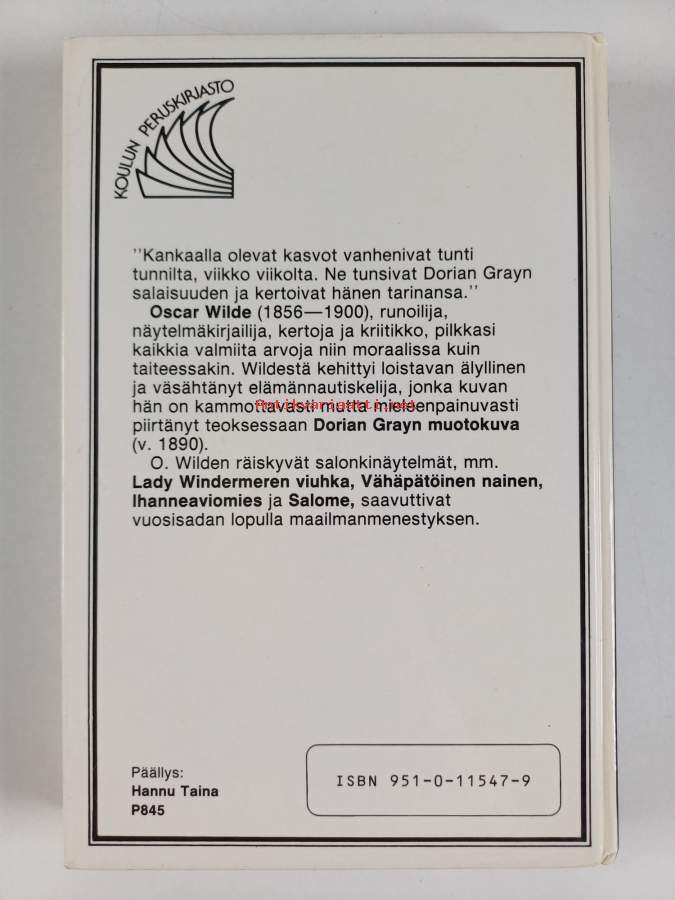 KOULUN PERUSKIRJASTO
"Kankaalla olevat kasvot vanhenivat tunti
tunnilta, viikko viikolta. Ne tunsivat Dorian Grayn
salaisuuden ja kertoivat hänen tarinansa."
Oscar Wilde (1856—1900), runoilija,
näytelmäkirjailija, kertoja ja kriitikko, pilkkasi
kaikkia valmiita arvoja niin moraalissa kuin
taiteessakin. Wildestä kehittyi loistavan älyllinen
ja väsähtänyt elämännautiskelija, jonka kuvan
hän on kammottavasti mutta mieleenpainuvasti
Antikvariaatti.net
piirtänyt teoksessaan Dorian Grayn muotokuva
(v. 1890).
O. Wilden räiskyvät salonkinäytelmät, mm.
Lady Windermeren viuhka, Vähäpätöinen nainen,
Ihanneaviomies ja Salome, saavuttivat
vuosisadan lopulla maailmanmenestyksen.
Päällys:
Hannu Taina
P845
ISBN 951-0-11547-9